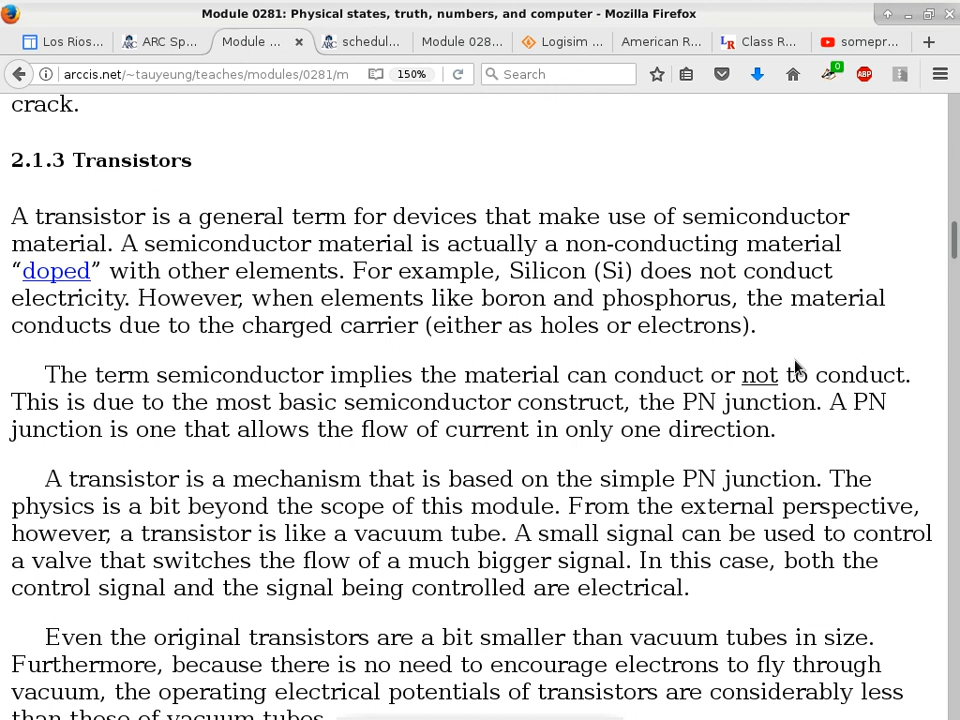 Module 0281: Physical states, truth, numbers, and computer - Mozilla Firefox
Los Rios...
ARC Sp...
Module ...
schedul...
Module 028...
Logisim ...
American R...
Class R...
somepr...
arccis.net/~tauyeung/teaches/modules/0281/m
150%
Search
0
ABP
crack.
2.1.3 Transistors
A transistor is a general term for devices that make use of semiconductor
material. A semiconductor material is actually a non-conducting material
“doped” with other elements. For example, Silicon (Si) does not conduct
electricity. However, when elements like boron and phosphorus, the material
conducts due to the charged carrier (either as holes or electrons).
The term semiconductor implies the material can conduct or not to conduct.
This is due to the most basic semiconductor construct, the PN junction. A PN
junction is one that allows the flow of current in only one direction.
A transistor is a mechanism that is based on the simple PN junction. The
physics is a bit beyond the scope of this module. From the external perspective,
however, a transistor is like a vacuum tube. A small signal can be used to control
a valve that switches the flow of a much bigger signal. In this case, both the
control signal and the signal being controlled are electrical.
Even the original transistors are a bit smaller than vacuum tubes in size.
Furthermore, because there is no need to encourage electrons to fly through
vacuum, the operating electrical potentials of transistors are considerably less
than those of vacuum tubes.